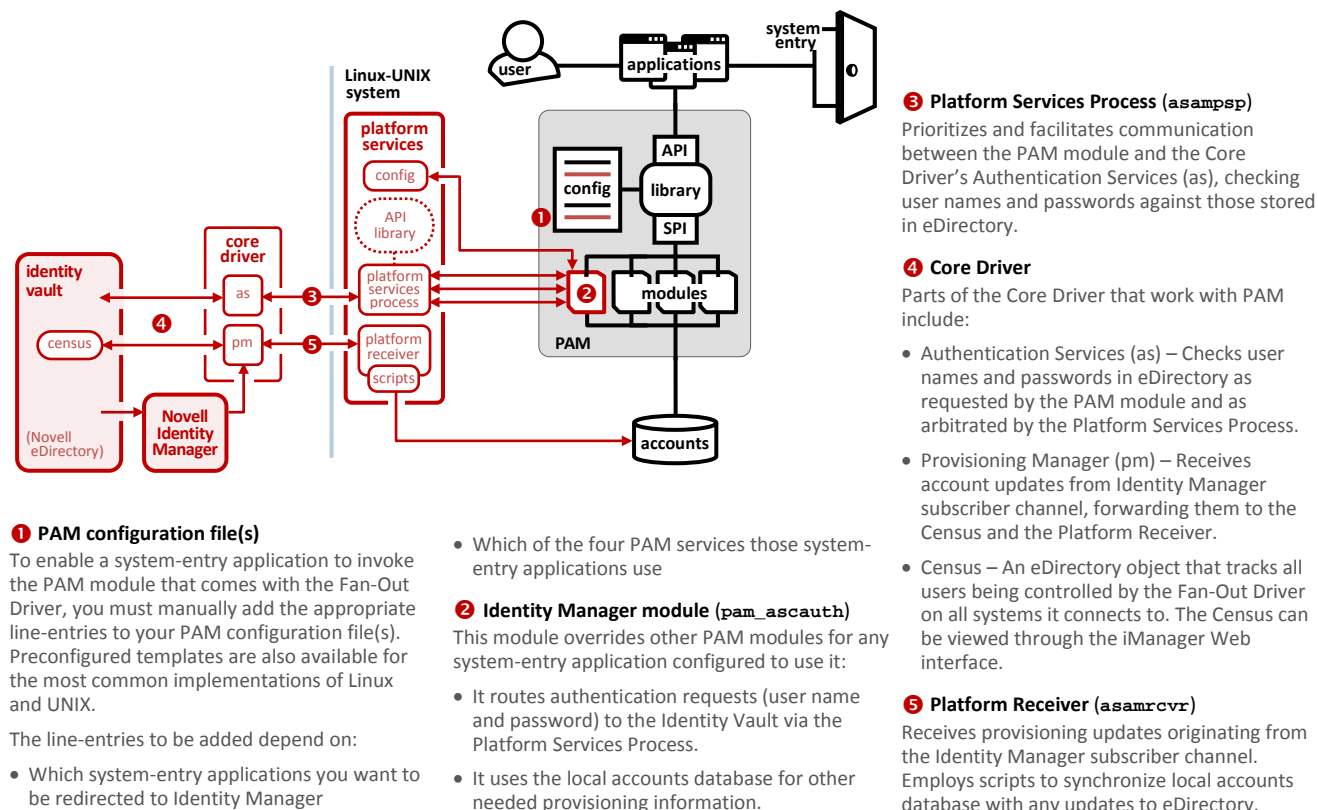 system
entry
user
applications
Linux-UNIX
system
platform
services
config
API
library
platform
services
process
platform
receiver
scripts
core
driver
as
pm
identity
vault
census
(Novell
eDirectory)
Novell
Identity
Manager
❸
❹
❺
API
config
library
❶
SPI
❷
modules
PAM
accounts
❶ PAM configuration file(s)
To enable a system-entry application to invoke
the PAM module that comes with the Fan-Out
Driver, you must manually add the appropriate
line-entries to your PAM configuration file(s).
Preconfigured templates are also available for
the most common implementations of Linux
and UNIX.
The line-entries to be added depend on:
• Which system-entry applications you want to
be redirected to Identity Manager
• Which of the four PAM services those system-
entry applications use
❷ Identity Manager module (pam_ascauth)
This module overrides other PAM modules for any
system-entry application configured to use it:
• It routes authentication requests (user name
and password) to the Identity Vault via the
Platform Services Process.
• It uses the local accounts database for other
needed provisioning information.
❸ Platform Services Process (asampsp)
Prioritizes and facilitates communication
between the PAM module and the Core
Driver's Authentication Services (as), checking
user names and passwords against those stored
in eDirectory.
❹ Core Driver
Parts of the Core Driver that work with PAM
include:
• Authentication Services (as) – Checks user
names and passwords in eDirectory as
requested by the PAM module and as
arbitrated by the Platform Services Process.
• Provisioning Manager (pm) – Receives
account updates from Identity Manager
subscriber channel, forwarding them to the
Census and the Platform Receiver.
• Census – An eDirectory object that tracks all
users being controlled by the Fan-Out Driver
on all systems it connects to. The Census can
be viewed through the iManager Web
interface.
❺ Platform Receiver (asamrcvr)
Receives provisioning updates originating from
the Identity Manager subscriber channel.
Employs scripts to synchronize local accounts
database with any updates to eDirectory.